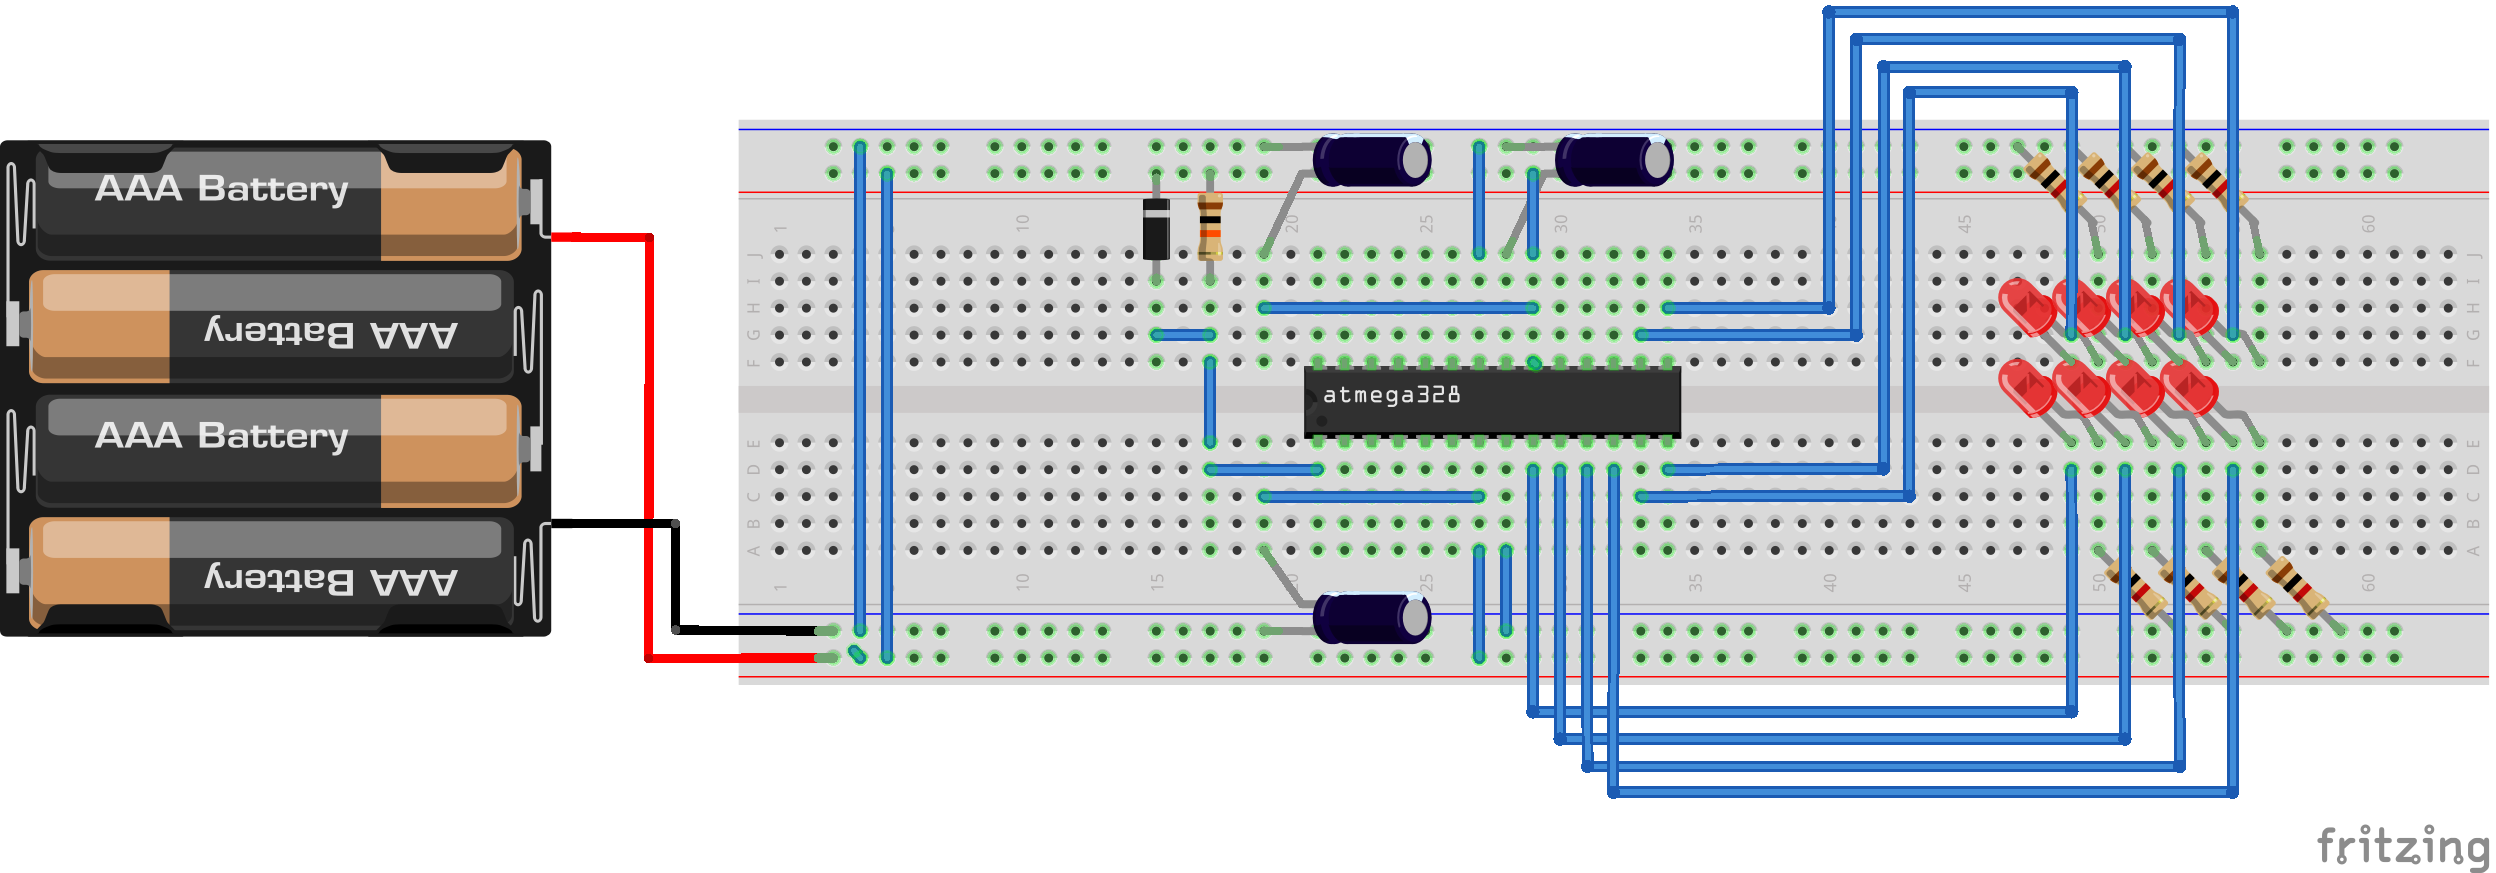 AAA Battery
AAA Battery
AAA Battery
AAA Battery
1 10 20 25 30 35 45 50 60
J J
I I
H H
G G
F F
atmega328
E E
D D
C C
B B
A A
1 10 15 20 25 35 40 45 50 60
fritzing